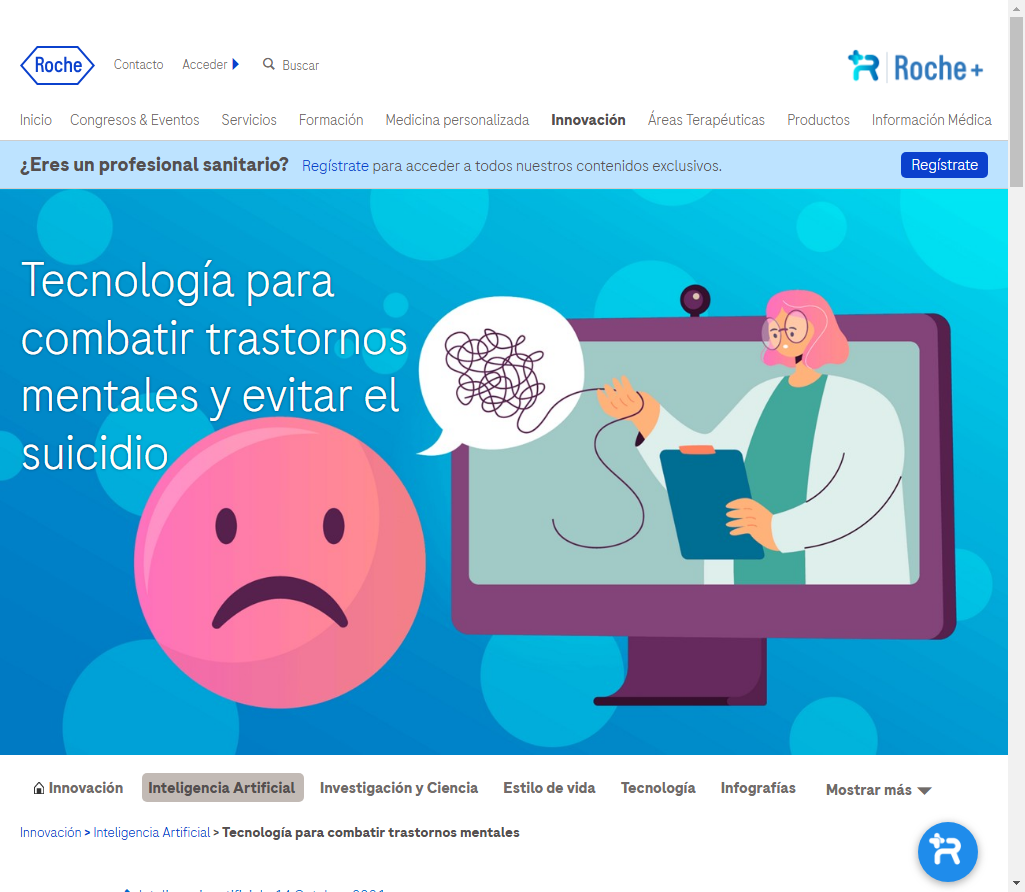 Roche
Contacto
Acceder
Buscar
Roche+
Inicio
Congresos & Eventos
Servicios
Formación
Medicina personalizada
Innovación
Áreas Terapéuticas
Productos
Información Médica
¿Eres un profesional sanitario? Regístrate para acceder a todos nuestros contenidos exclusivos.
Regístrate
Tecnología para
combatir trastornos
mentales y evitar el
suicidio
Innovación
Inteligencia Artificial
Investigación y Ciencia
Estilo de vida
Tecnología
Infografías
Mostrar más
Innovación > Inteligencia Artificial > Tecnología para combatir trastornos mentales